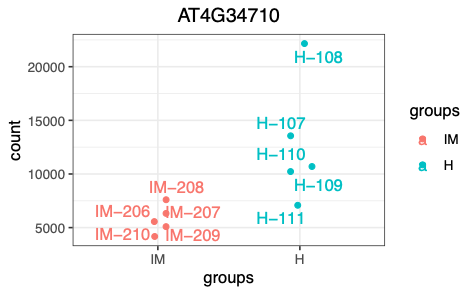 AT4G34710
count
20000
15000
10000
5000
H−108
H−107
H−110
H−109
H−111
IM−208
IM−206
IM−207
IM−210
IM−209
IM
H
groups
groups
a IM
a H